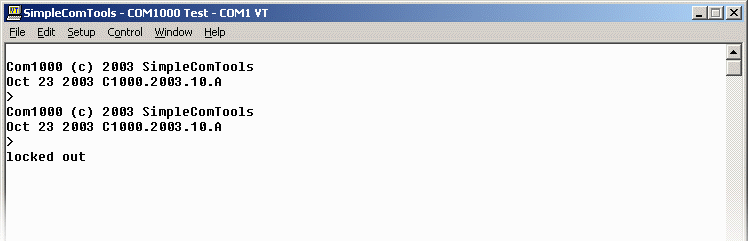 SimpleComTools - COM1000 Test - COM1 VT
File Edit Setup Control Window Help
Com1000 (c) 2003 SimpleComTools
Oct 23 2003 C1000.2003.10.A
>
Com1000 (c) 2003 SimpleComTools
Oct 23 2003 C1000.2003.10.A
>
locked out